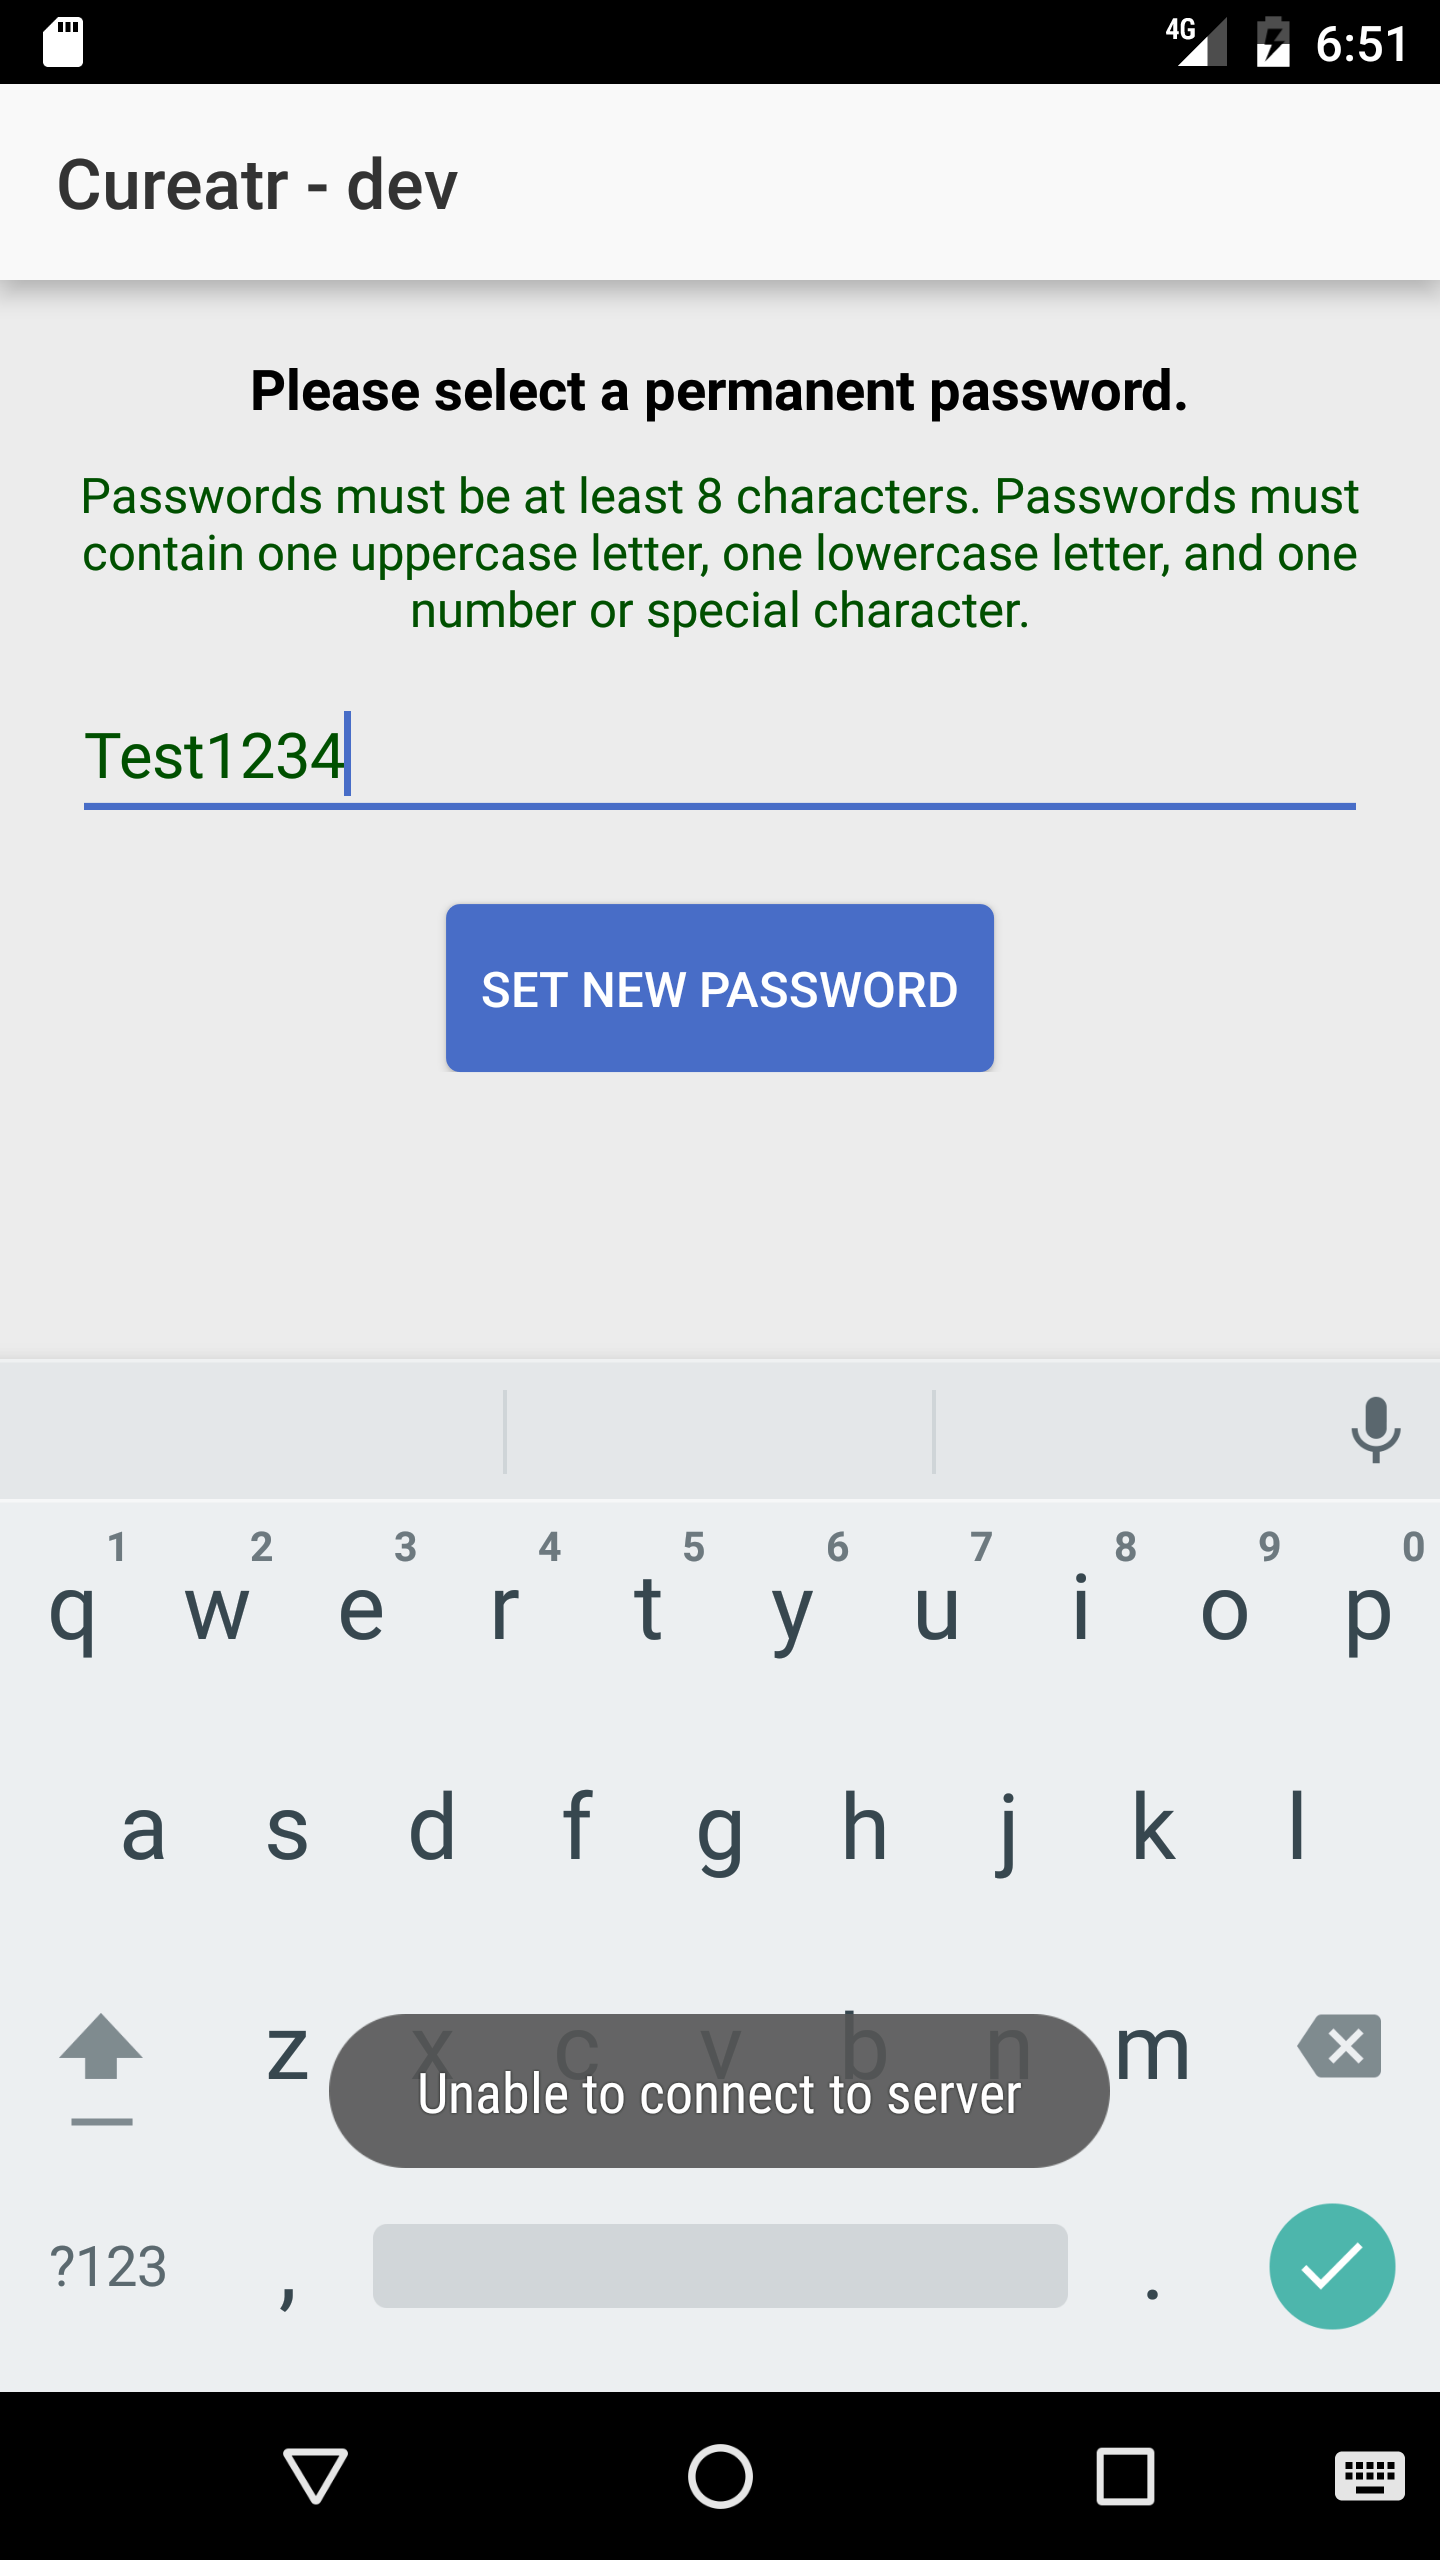 4G 6:51
Cureatr - dev
Please select a permanent password.
Passwords must be at least 8 characters. Passwords must
contain one uppercase letter, one lowercase letter, and one
number or special character.
Test1234
SET NEW PASSWORD
1 2 3 4 5 6 7 8 9 0
q w e r t y u i o p
a s d f g h j k l
z x c v b n m
Unable to connect to server
?123 , .